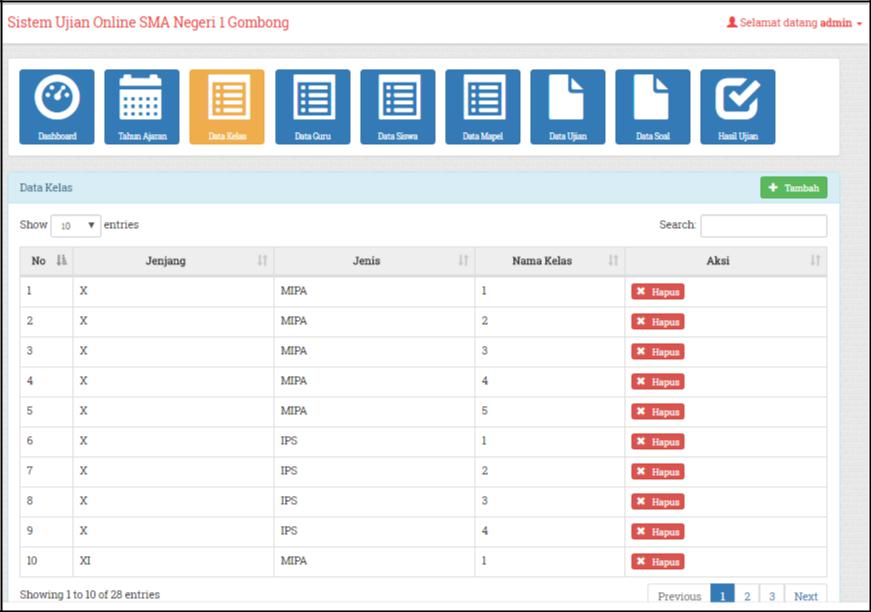 Sistem Ujian Online SMA Negeri 1 Gombong
Selamat datang admin
Dashboard Tahun Ajaran Data Kelas Data Guru Data Siswa Data Mapel Data Ujian Data Soal Hasil Ujian
Data Kelas Tambah
Show 10 entries Search:
No Jenjang Jenis Nama Kelas Aksi
1 X MIPA 1 Hapus
2 X MIPA 2 Hapus
3 X MIPA 3 Hapus
4 X MIPA 4 Hapus
5 X MIPA 5 Hapus
6 X IPS 1 Hapus
7 X IPS 2 Hapus
8 X IPS 3 Hapus
9 X IPS 4 Hapus
10 XI MIPA 1 Hapus
Showing 1 to 10 of 28 entries Previous 1 2 3 Next